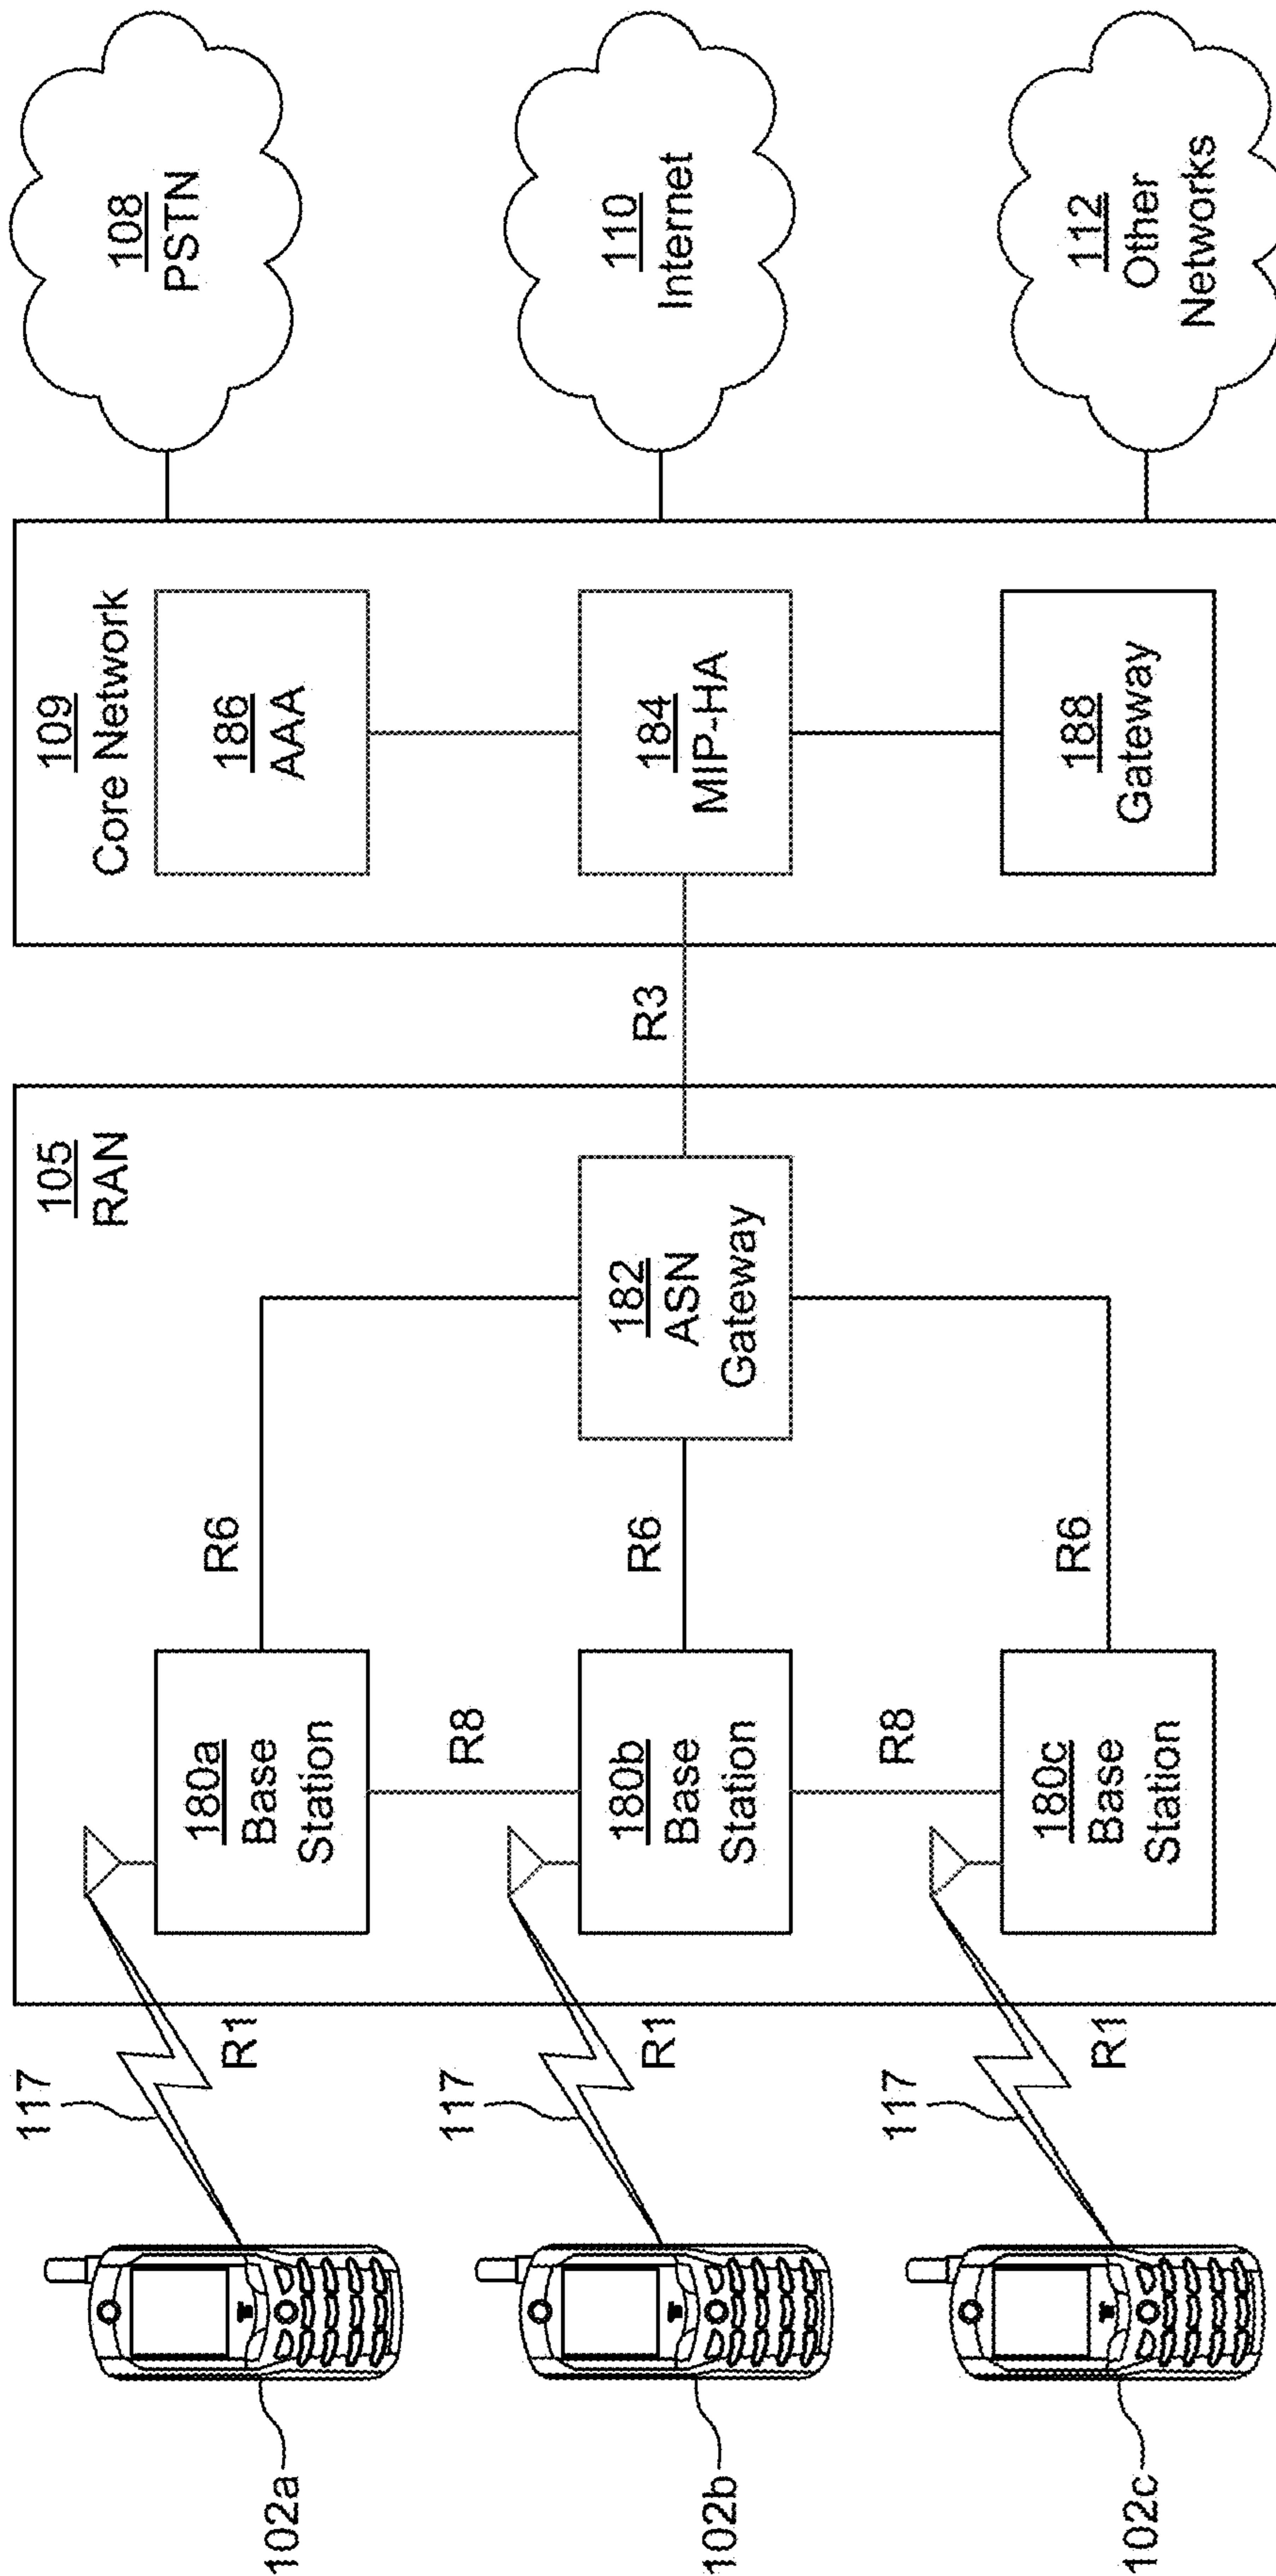 102a
117
R1
180a
Base
Station
R6
R8
102b
117
R1
180b
Base
Station
R6
R8
102c
117
R1
180c
Base
Station
R6
105
RAN
182
ASN
Gateway
R3
109
Core Network
186
AAA
184
MIP-HA
188
Gateway
108
PSTN
110
Internet
112
Other
Networks